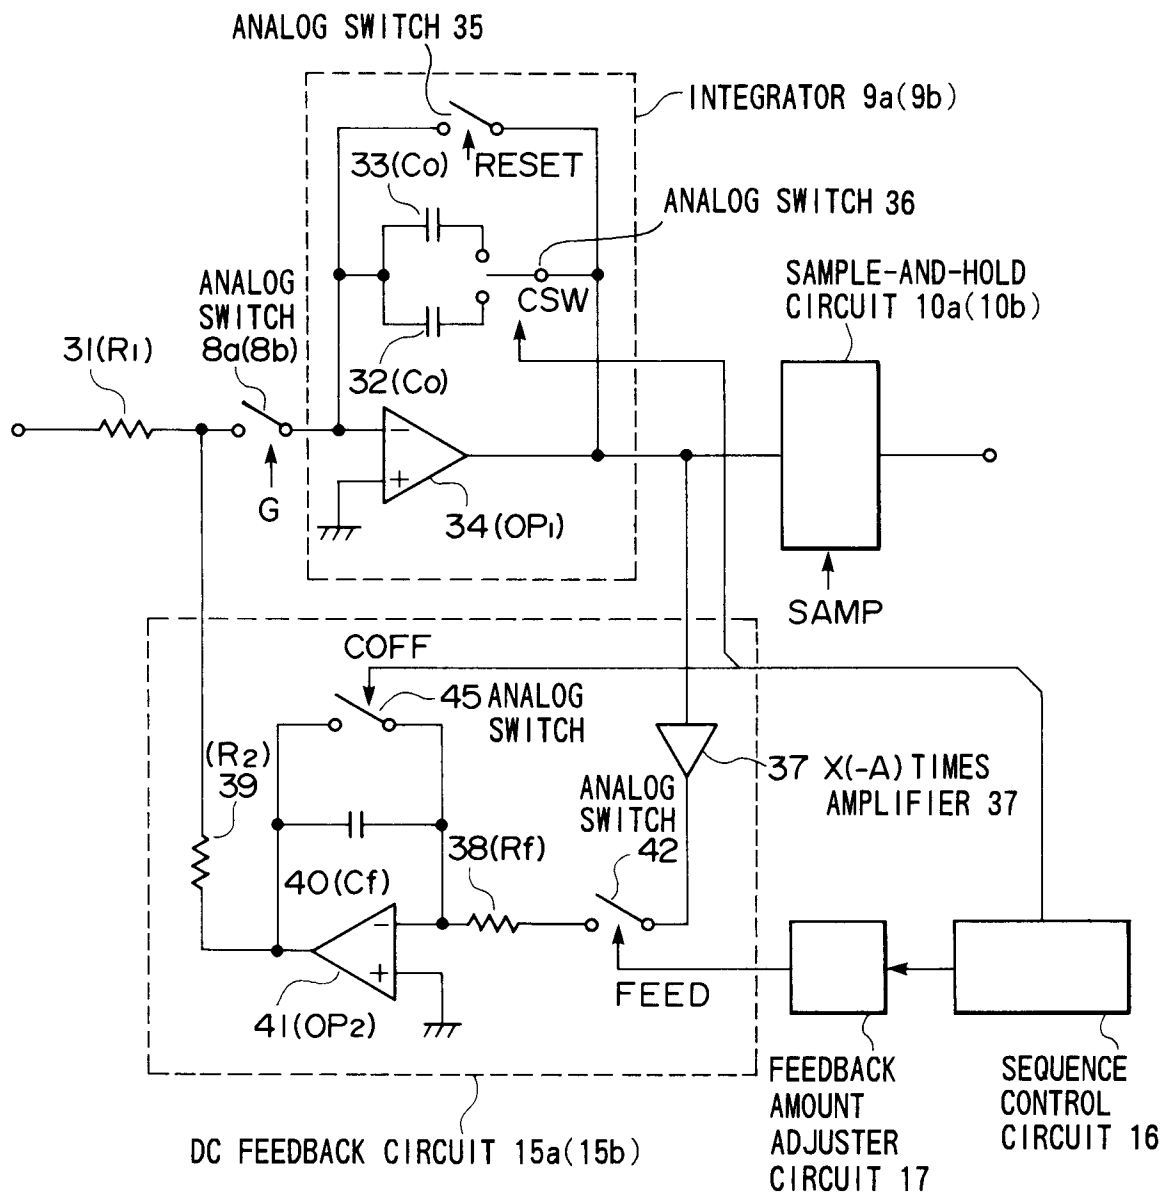 ANALOG SWITCH 35
INTEGRATOR 9a(9b)
33(Co)
RESET
ANALOG SWITCH 36
ANALOG
SWITCH
8a(8b)
CSW
SAMPLE-AND-HOLD
CIRCUIT 10a(10b)
31(R1)
32(Co)
−
+
G
34(OP1)
SAMP
COFF
45 ANALOG
SWITCH
(R2)
39
37 X(-A) TIMES
AMPLIFIER 37
ANALOG
SWITCH
42
38(Rf)
40(Cf)
−
+
41(OP2)
FEED
FEEDBACK
AMOUNT
ADJUSTER
CIRCUIT 17
SEQUENCE
CONTROL
CIRCUIT 16
DC FEEDBACK CIRCUIT 15a(15b)